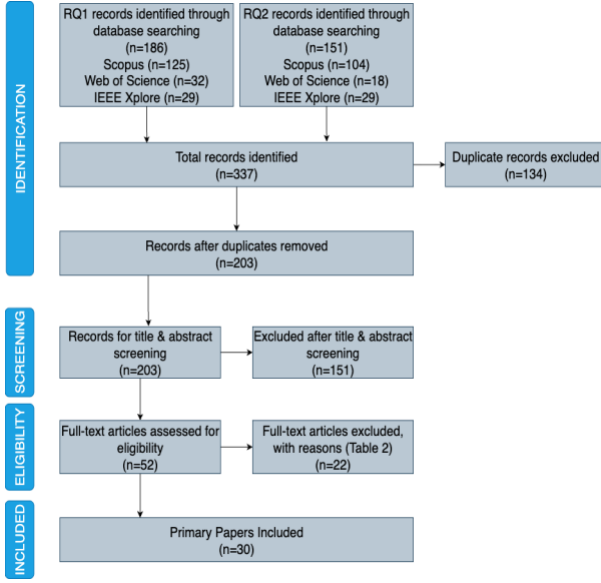 IDENTIFICATION
RQ1 records identified through
database searching
(n=186)
Scopus (n=125)
Web of Science (n=32)
IEEE Xplore (n=29)
RQ2 records identified through
database searching
(n=151)
Scopus (n=104)
Web of Science (n=18)
IEEE Xplore (n=29)
Total records identified
(n=337)
Duplicate records excluded
(n=134)
Records after duplicates removed
(n=203)
SCREENING
Records for title & abstract
screening
(n=203)
Excluded after title & abstract
screening
(n=151)
ELIGIBILITY
Full-text articles assessed for
eligibility
(n=52)
Full-text articles excluded,
with reasons (Table 2)
(n=22)
INCLUDED
Primary Papers Included
(n=30)